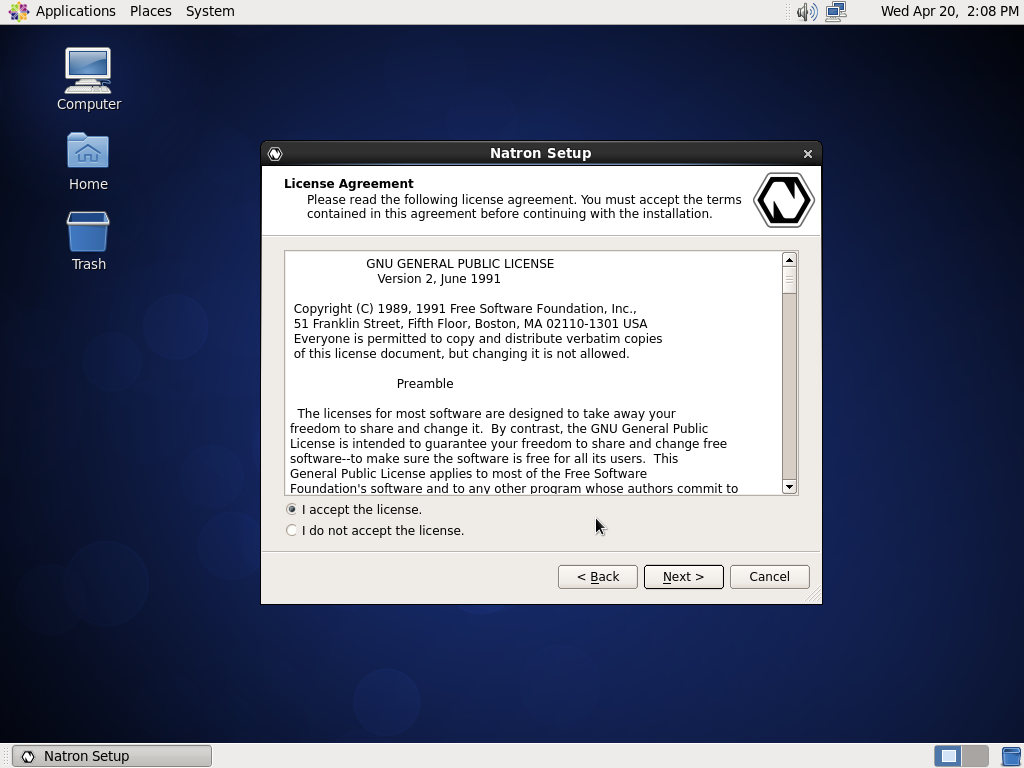 Applications Places System Wed Apr 20, 2:08 PM
Computer
Home
Trash
Natron Setup
License Agreement
Please read the following license agreement. You must accept the terms
contained in this agreement before continuing with the installation.
GNU GENERAL PUBLIC LICENSE
Version 2, June 1991
Copyright (C) 1989, 1991 Free Software Foundation, Inc.,
51 Franklin Street, Fifth Floor, Boston, MA 02110-1301 USA
Everyone is permitted to copy and distribute verbatim copies
of this license document, but changing it is not allowed.
Preamble
The licenses for most software are designed to take away your
freedom to share and change it. By contrast, the GNU General Public
License is intended to guarantee your freedom to share and change free
software--to make sure the software is free for all its users. This
General Public License applies to most of the Free Software
Foundation's software and to any other program whose authors commit to
I accept the license.
I do not accept the license.
< Back Next > Cancel
Natron Setup